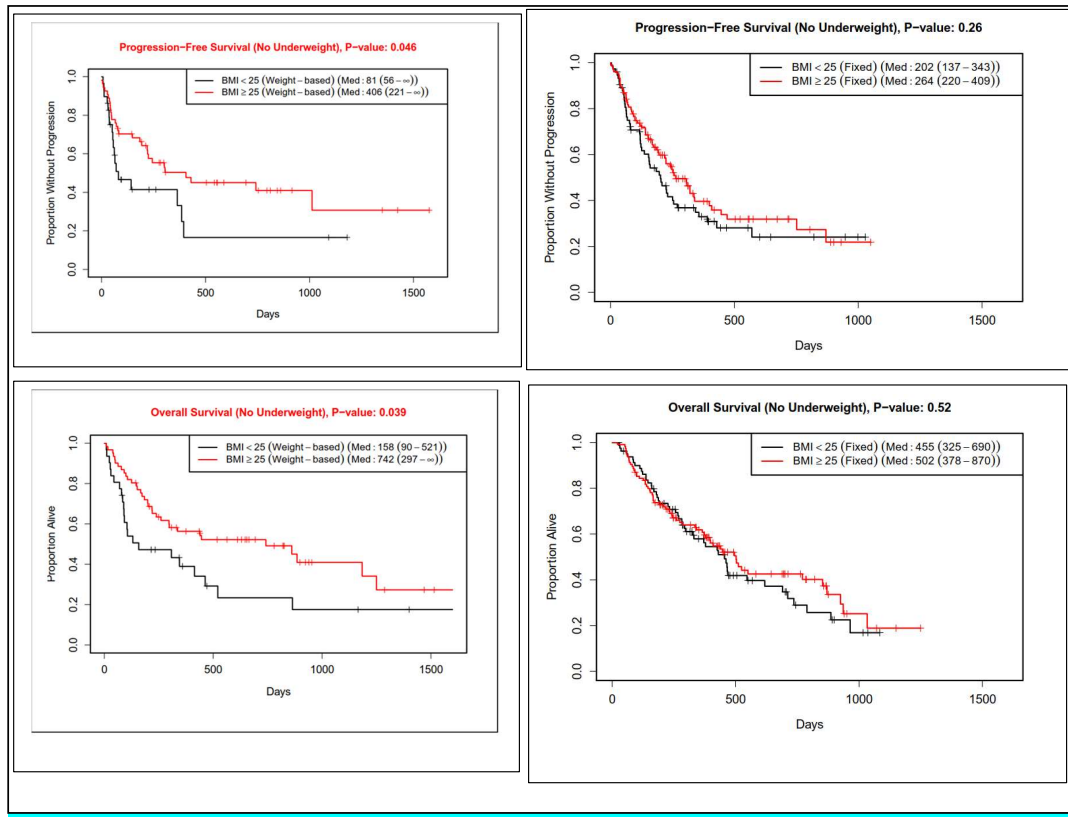 Progression−Free Survival (No Underweight), P−value: 0.046
BMI < 25 (Weight−based) (Med : 81 (56 − ∞))
BMI ≥ 25 (Weight−based) (Med : 406 (221 − ∞))
Proportion Without Progression
1.0
0.8
0.6
0.4
0.2
0.0
0 500 1000 1500
Days
Progression−Free Survival (No Underweight), P−value: 0.26
BMI < 25 (Fixed) (Med : 202 (137 − 343))
BMI ≥ 25 (Fixed) (Med : 264 (220 − 409))
Proportion Without Progression
1.0
0.8
0.6
0.4
0.2
0.0
0 500 1000 1500
Days
Overall Survival (No Underweight), P−value: 0.039
BMI < 25 (Weight−based) (Med : 158 (90 − 521))
BMI ≥ 25 (Weight−based) (Med : 742 (297 − ∞))
Proportion Alive
1.0
0.8
0.6
0.4
0.2
0.0
0 500 1000 1500
Days
Overall Survival (No Underweight), P−value: 0.52
BMI < 25 (Fixed) (Med : 455 (325 − 690))
BMI ≥ 25 (Fixed) (Med : 502 (378 − 870))
Proportion Alive
1.0
0.8
0.6
0.4
0.2
0.0
0 500 1000 1500
Days